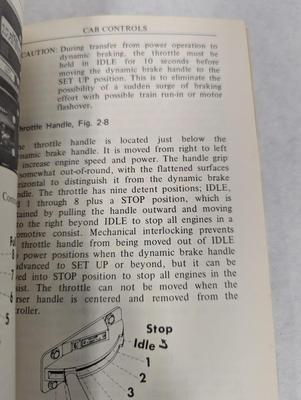 CAB CONTROLS
CAUTION: During transfer from power operation to
dynamic braking, the throttle must be
held in IDLE for 10 seconds before
moving the dynamic brake handle to the
SET UP position. This is to eliminate the
possibility of a sudden surge of braking
effort with possible train run-in or motor
flashover.
Throttle Handle, Fig. 2-8
throttle handle is located just below the
dynamic brake handle. It is moved from right to left
increase engine speed and power. The handle grip
somewhat out-of-round, with the flattened surfaces
to distinguish it from the dynamic brake
The throttle has nine detent positions; IDLE,
1 through 8 plus a STOP position, which is
by pulling the handle outward and moving
to the right beyond IDLE to stop all engines in a
consist. Mechanical interlocking prevents
throttle handle from being moved out of IDLE
power positions when the dynamic brake handle
advanced to SET UP or beyond, but it can be
into STOP position to stop all engines in the
The throttle can not be moved when the
handle is centered and removed from the
Stop
Idle
1
2
3
8
7
6
5